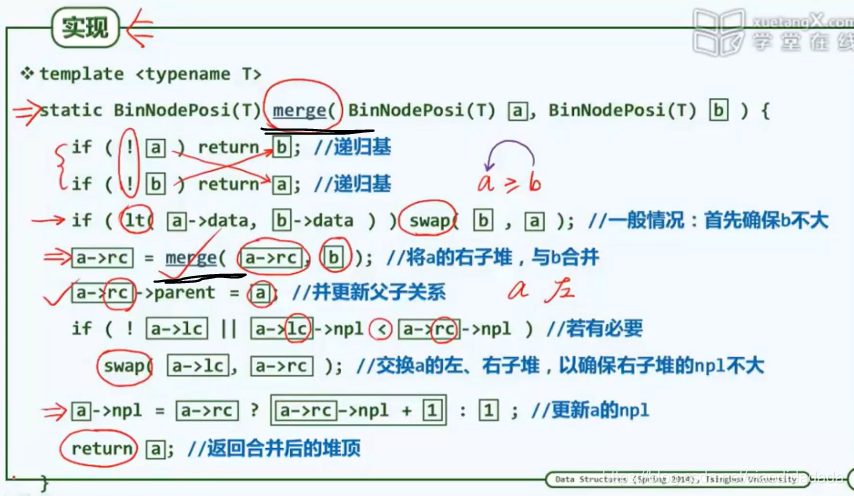 实现
xuetangX.com
学堂在线
❖ template <typename T>
static BinNodePosi(T) merge( BinNodePosi(T) a, BinNodePosi(T) b ) {
if ( ! a ) return b; //递归基
if ( ! b ) return a; //递归基
a ≥ b
if ( lt( a->data, b->data ) ) swap( b , a ); //一般情况：首先确保b不大
a->rc = merge( a->rc, b ); //将a的右子堆，与b合并
a->rc->parent = a; //并更新父子关系
a 左
if ( ! a->lc || a->lc->npl < a->rc->npl ) //若有必要
swap( a->lc, a->rc ); //交换a的左、右子堆，以确保右子堆的npl不大
a->npl = a->rc ? a->rc->npl + 1 : 1 ; //更新a的npl
return a; //返回合并后的堆顶
}
Data Structures (Spring 2014), Tsinghua University